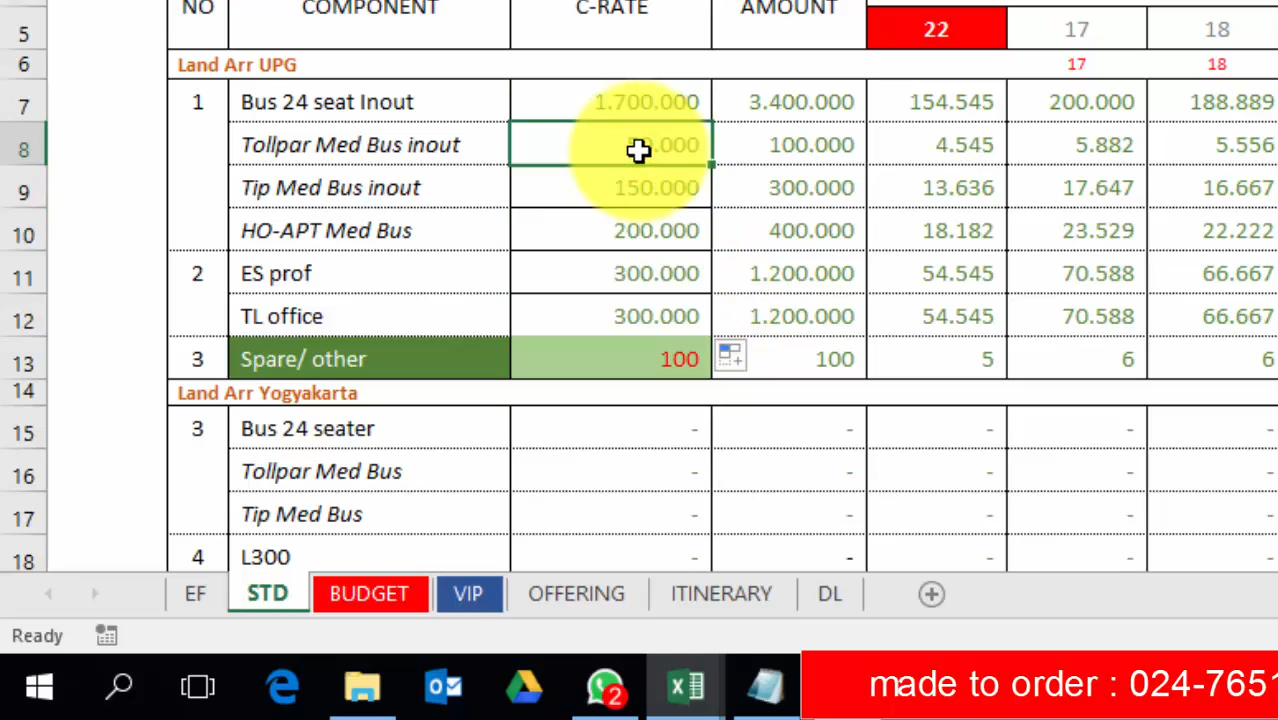 NO COMPONENT C-RATE AMOUNT
5 22 17 18
6 Land Arr UPG 17 18
7 1 Bus 24 seat Inout 1.700.000 3.400.000 154.545 200.000 188.889
8 Tollpar Med Bus inout 50.000 100.000 4.545 5.882 5.556
9 Tip Med Bus inout 150.000 300.000 13.636 17.647 16.667
10 HO-APT Med Bus 200.000 400.000 18.182 23.529 22.222
11 2 ES prof 300.000 1.200.000 54.545 70.588 66.667
12 TL office 300.000 1.200.000 54.545 70.588 66.667
13 3 Spare/ other 100 100 5 6 6
14 Land Arr Yogyakarta
15 3 Bus 24 seater - - - - -
16 Tollpar Med Bus - - - - -
17 Tip Med Bus - - - - -
18 4 L300 - - - - -
EF STD BUDGET VIP OFFERING ITINERARY DL
Ready
2
made to order : 024-765